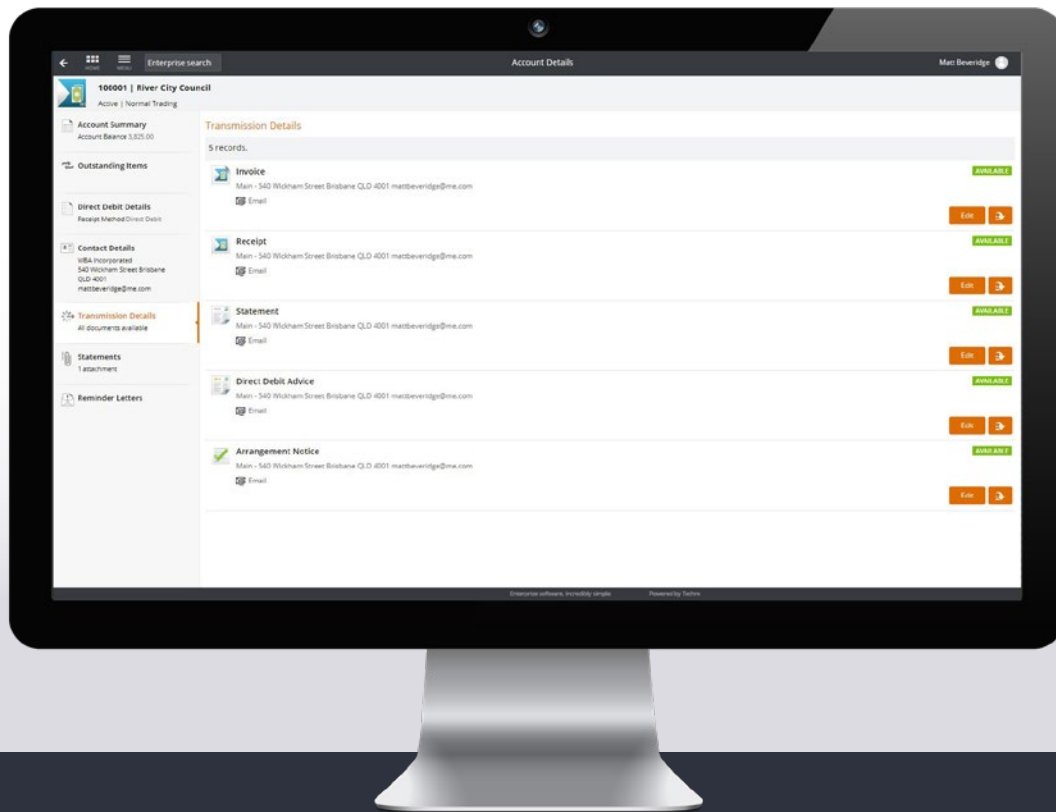 HOME
MENU
Enterprise search
Account Details
Matt Beveridge
100001 | River City Council
Active | Normal Trading
Account Summary
Account Balance 3,825.00
Outstanding Items
Direct Debit Details
Receipt Method Direct Debit
Contact Details
WBA Incorporated
540 Wickham Street Brisbane
QLD 4001
mattbeveridge@me.com
Transmission Details
All documents available
Statements
1 attachment
Reminder Letters
Transmission Details
5 records.
Invoice
AVAILABLE
Main - 540 Wickham Street Brisbane QLD 4001 mattbeveridge@me.com
Email
Edit
Receipt
AVAILABLE
Main - 540 Wickham Street Brisbane QLD 4001 mattbeveridge@me.com
Email
Edit
Statement
AVAILABLE
Main - 540 Wickham Street Brisbane QLD 4001 mattbeveridge@me.com
Email
Edit
Direct Debit Advice
AVAILABLE
Main - 540 Wickham Street Brisbane QLD 4001 mattbeveridge@me.com
Email
Edit
Arrangement Notice
AVAILABLE
Main - 540 Wickham Street Brisbane QLD 4001 mattbeveridge@me.com
Email
Edit
Enterprise software, incredibly simple
Powered by